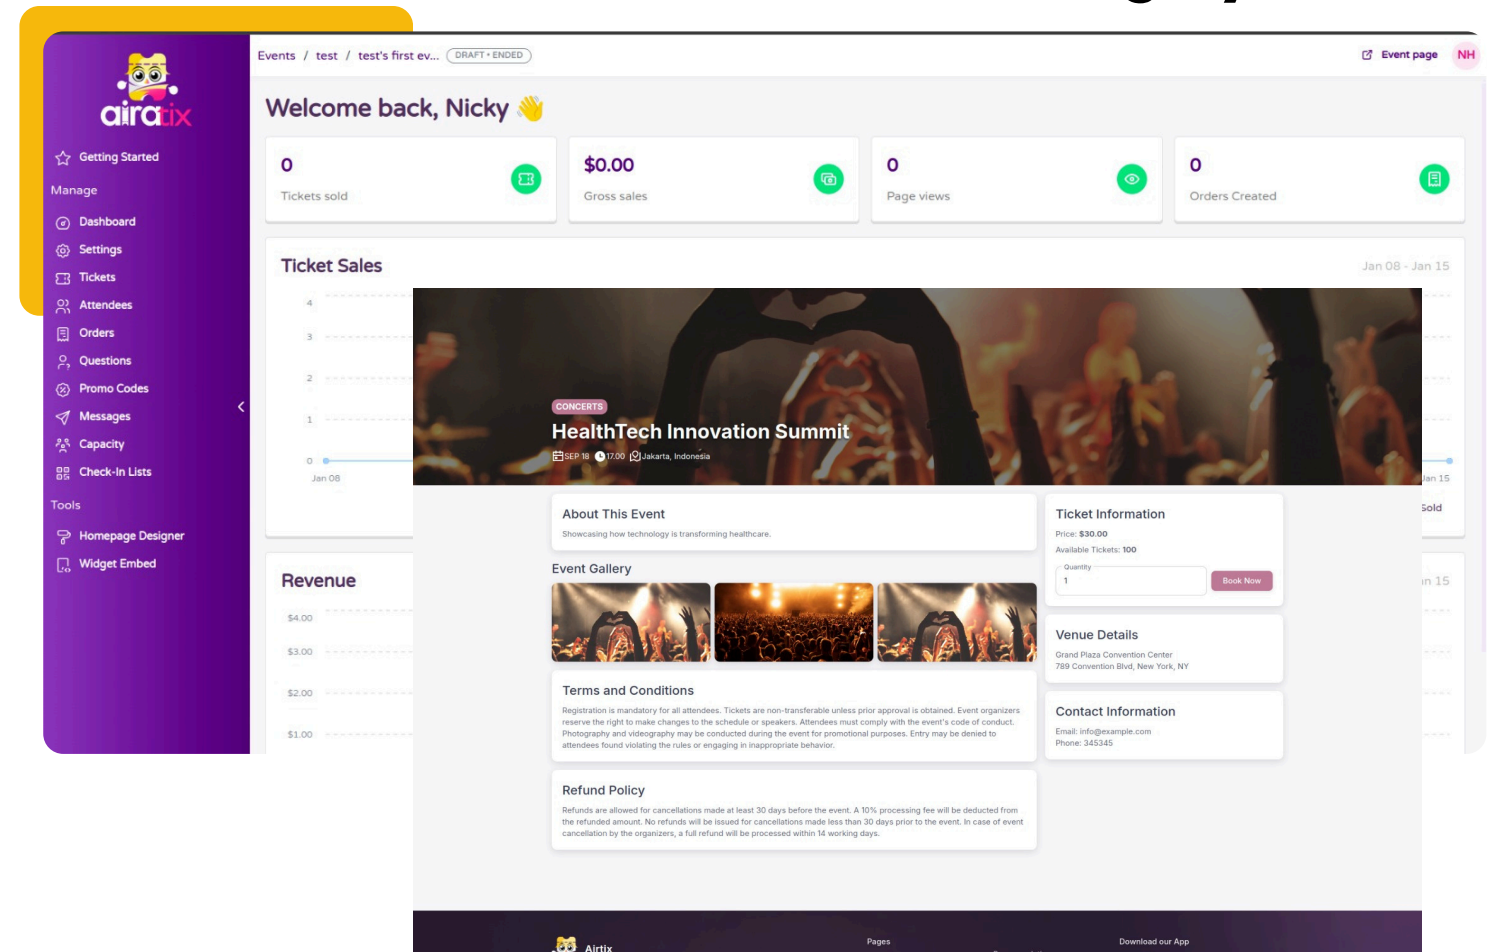 Events / test / test's first ev... DRAFT • ENDED
Event page NH
airatix
Welcome back, Nicky 👋
Getting Started
Manage
Dashboard
Settings
Tickets
Attendees
Orders
Questions
Promo Codes
Messages
Capacity
Check-In Lists
Tools
Homepage Designer
Widget Embed
0
Tickets sold
$0.00
Gross sales
0
Page views
0
Orders Created
Ticket Sales
Jan 08 - Jan 15
4
3
2
1
0
Jan 08
Jan 15
Sold
Revenue
n 15
$4.00
$3.00
$2.00
$1.00
CONCERTS
HealthTech Innovation Summit
SEP 18 17.00 Jakarta, Indonesia
About This Event
Showcasing how technology is transforming healthcare.
Event Gallery
Terms and Conditions
Registration is mandatory for all attendees. Tickets are non-transferable unless prior approval is obtained. Event organizers
reserve the right to make changes to the schedule or speakers. Attendees must comply with the event's code of conduct.
Photography and videography may be conducted during the event for promotional purposes. Entry may be denied to
attendees found violating the rules or engaging in inappropriate behavior.
Refund Policy
Refunds are allowed for cancellations made at least 30 days before the event. A 10% processing fee will be deducted from
the refunded amount. No refunds will be issued for cancellations made less than 30 days prior to the event. In case of event
cancellation by the organizers, a full refund will be processed within 14 working days.
Ticket Information
Price: $30.00
Available Tickets: 100
Quantity
1
Book Now
Venue Details
Grand Plaza Convention Center
789 Convention Blvd, New York, NY
Contact Information
Email: info@example.com
Phone: 345345
Airtix
Pages
Download our App